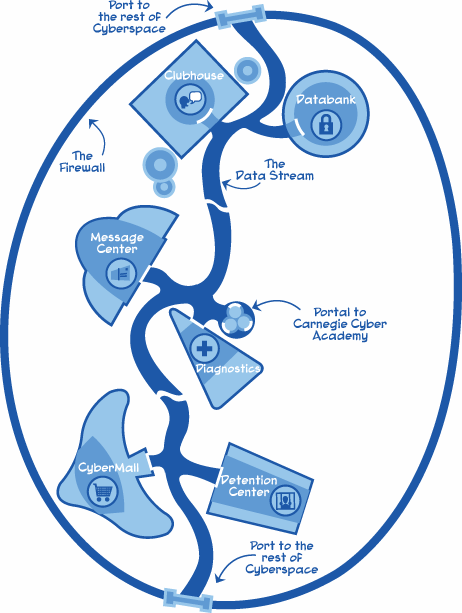 Port to
the rest of
Cyberspace
Clubhouse
Databank
The
Firewall
The
Data Stream
Message
Center
Portal to
Carnegie Cyber
Academy
Diagnostics
CyberMall
Detention
Center
Port to the
rest of
Cyberspace